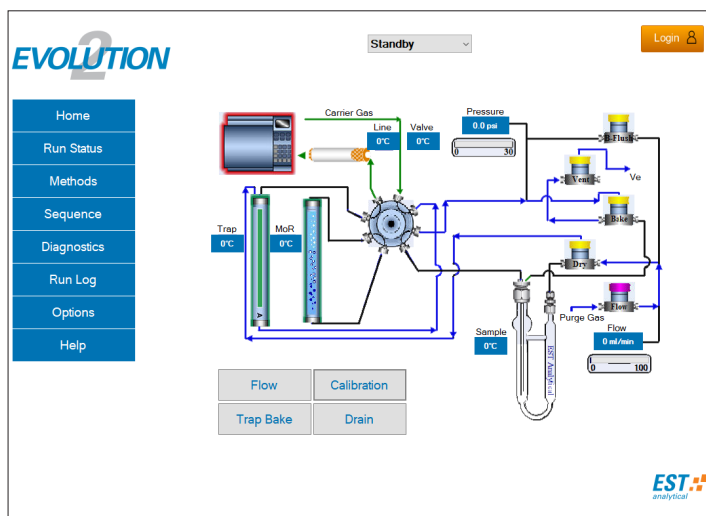 EVOLUTION 2
Standby
Login
Home
Run Status
Methods
Sequence
Diagnostics
Run Log
Options
Help
Carrier Gas
Line
0°C
Valve
0°C
Pressure
0.0 psi
0 30
B-Flush
Vent
Ve
Bake
Trap
0°C
MoR
0°C
A
Dry
Purge Gas
Flow
Flow
0 ml/min
0 100
Sample
0°C
EST Analytical
Flow
Calibration
Trap Bake
Drain
EST
analytical